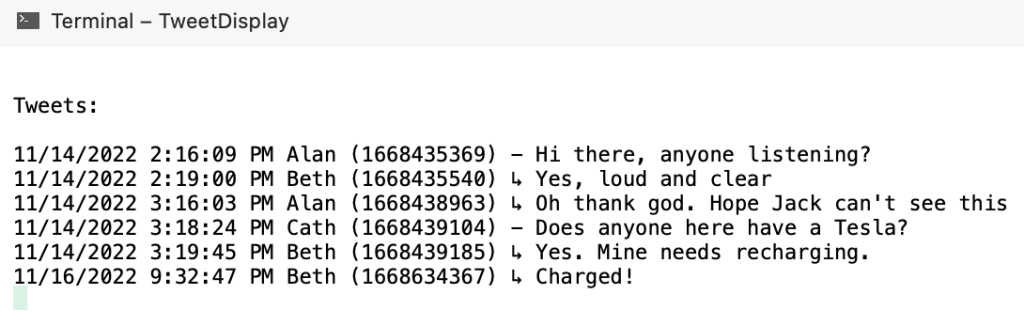 Terminal – TweetDisplay
Tweets:
11/14/2022 2:16:09 PM Alan (1668435369) – Hi there, anyone listening?
11/14/2022 2:19:00 PM Beth (1668435540) ↳ Yes, loud and clear
11/14/2022 3:16:03 PM Alan (1668438963) ↳ Oh thank god. Hope Jack can't see this
11/14/2022 3:18:24 PM Cath (1668439104) – Does anyone here have a Tesla?
11/14/2022 3:19:45 PM Beth (1668439185) ↳ Yes. Mine needs recharging.
11/16/2022 9:32:47 PM Beth (1668634367) ↳ Charged!